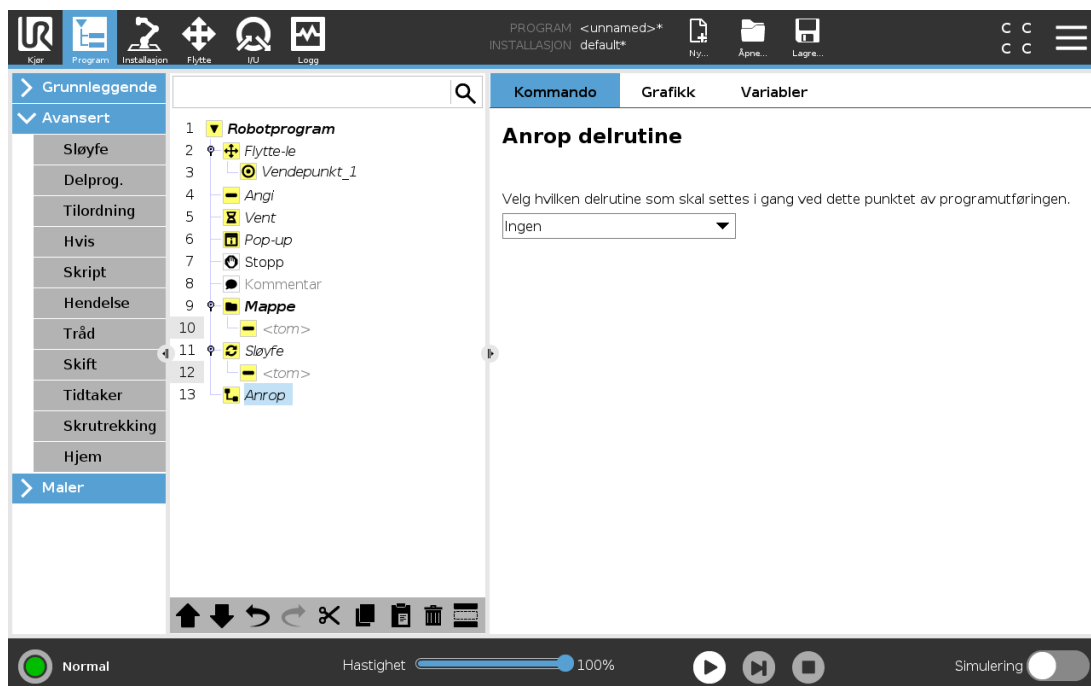 PROGRAM <unnamed>*
INSTALLASJON default*
UR
Kjør
Program
Installasjon
Flytte
I/U
Logg
Ny...
Åpne...
Lagre...
C C
C C
Grunnleggende
Avansert
Sløyfe
Delprog.
Tilordning
Hvis
Skript
Hendelse
Tråd
Skift
Tidtaker
Skrutrekking
Hjem
Maler
1 Robotprogram
2 Flytte-le
3 Vendepunkt_1
4 Angi
5 Vent
6 Pop-up
7 Stopp
8 Kommentar
9 Mappe
10 <tom>
11 Sløyfe
12 <tom>
13 Anrop
Kommando Grafikk Variabler
Anrop delrutine
Velg hvilken delrutine som skal settes i gang ved dette punktet av programutføringen.
Ingen
Normal
Hastighet 100%
Simulering